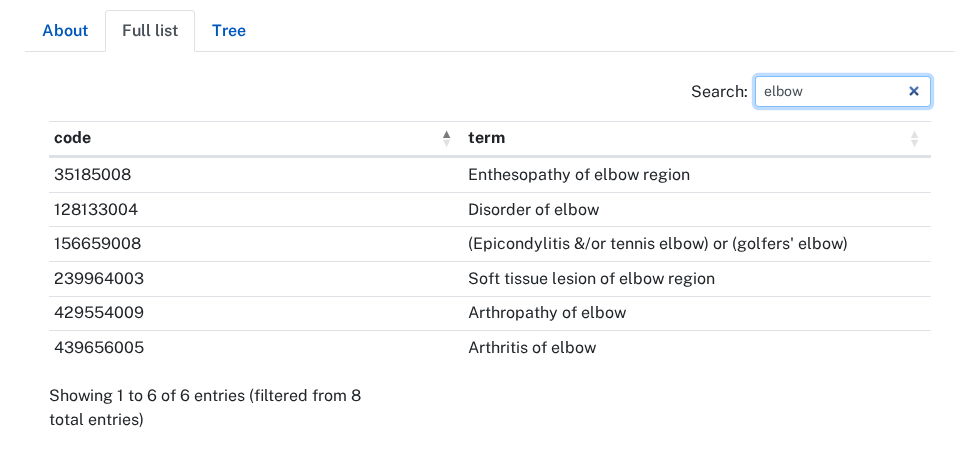 About Full list Tree
Search: elbow
code term
35185008 Enthesopathy of elbow region
128133004 Disorder of elbow
156659008 (Epicondylitis &/or tennis elbow) or (golfers' elbow)
239964003 Soft tissue lesion of elbow region
429554009 Arthropathy of elbow
439656005 Arthritis of elbow
Showing 1 to 6 of 6 entries (filtered from 8
total entries)